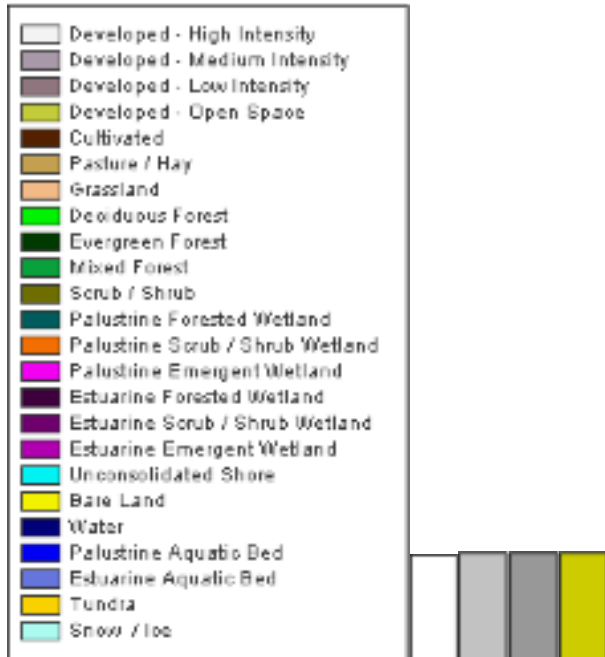 Developed - High Intensity
Developed - Medium Intensity
Developed - Low Intensity
Developed - Open Space
Cultivated
Pasture / Hay
Grassland
Deciduous Forest
Evergreen Forest
Mixed Forest
Scrub / Shrub
Palustrine Forested Wetland
Palustrine Scrub / Shrub Wetland
Palustrine Emergent Wetland
Estuarine Forested Wetland
Estuarine Scrub / Shrub Wetland
Estuarine Emergent Wetland
Unconsolidated Shore
Bare Land
Water
Palustrine Aquatic Bed
Estuarine Aquatic Bed
Tundra
Snow / Ice